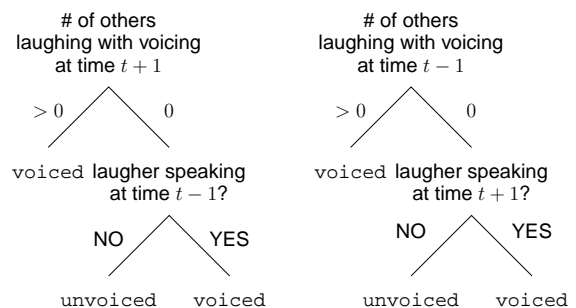 # of others
laughing with voicing
at time t + 1
> 0
0
voiced
laugher speaking
at time t − 1?
NO
YES
unvoiced
voiced
# of others
laughing with voicing
at time t − 1
> 0
0
voiced
laugher speaking
at time t + 1?
NO
YES
unvoiced
voiced